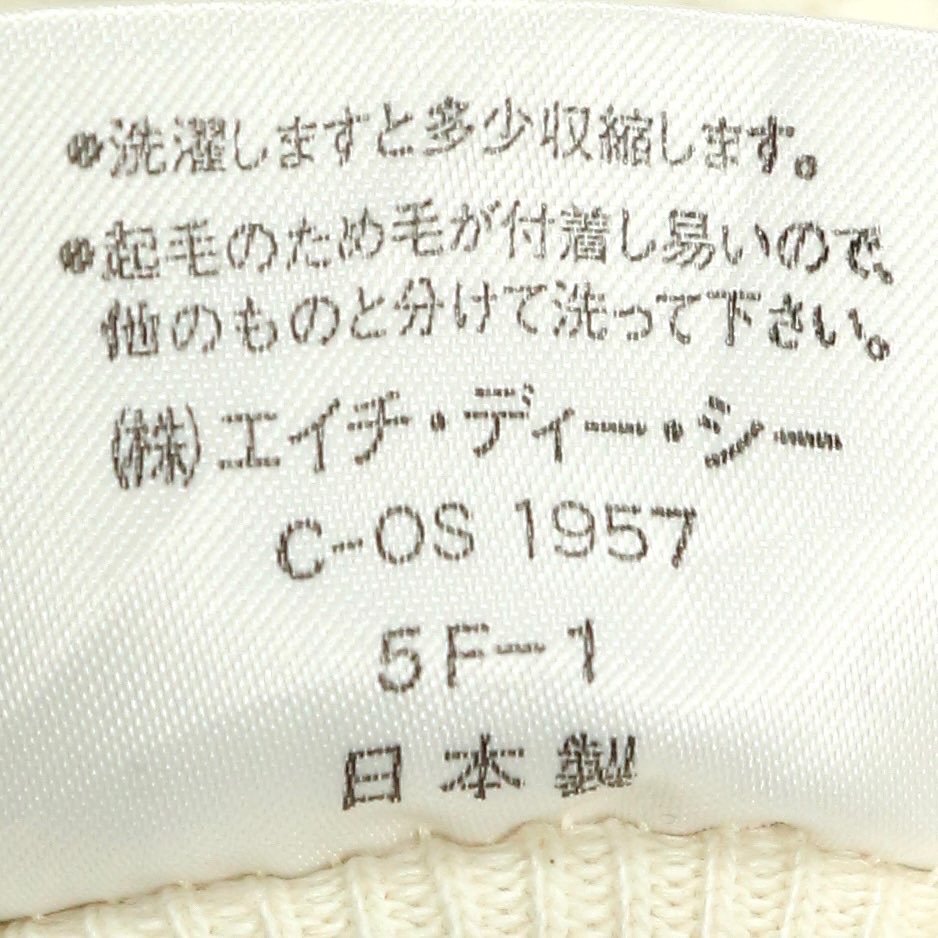 ●洗濯しますと多少収縮します。
●起毛のため毛が付着し易いので、
他のものと分けて洗って下さい。
(株)エイチ・ディー・シー
C-OS 1957
5F-1
日本製